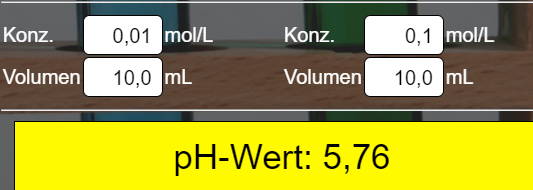 Konz. 0,01 mol/L Konz. 0,1 mol/L
Volumen 10,0 mL Volumen 10,0 mL
pH-Wert: 5,76